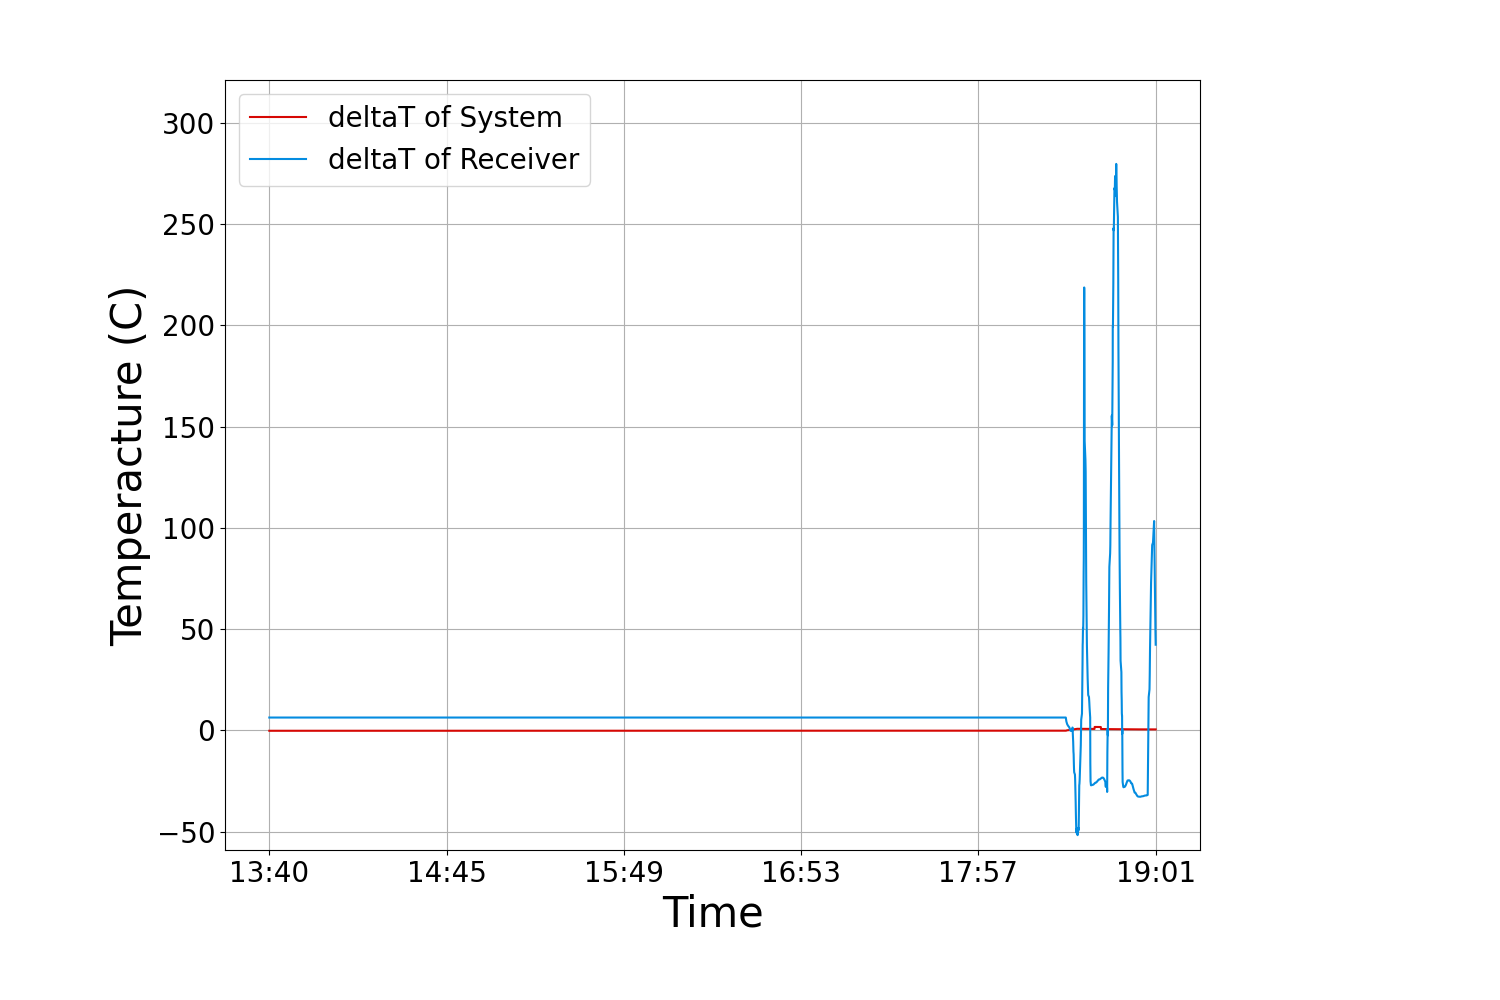 deltaT of System
deltaT of Receiver
300
250
200
150
100
50
0
−50
Temperacture (C)
13:40 14:45 15:49 16:53 17:57 19:01
Time